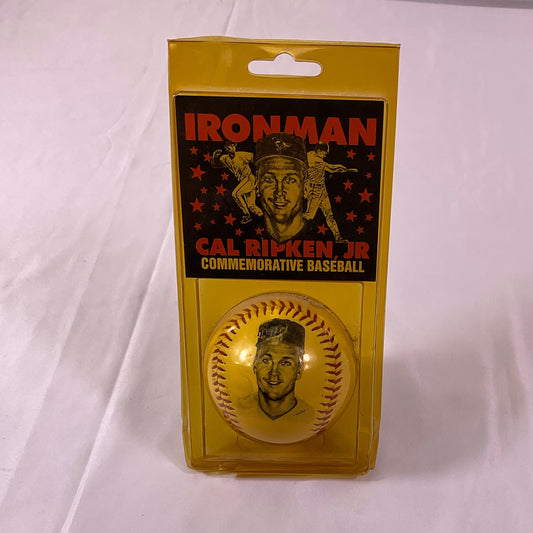 IRONMAN
CAL RIPKEN, JR
COMMEMORATIVE BASEBALL